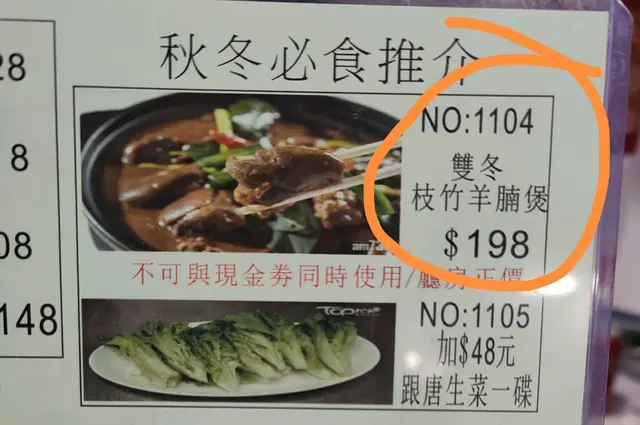 28
8
08
148
秋冬必食推介
NO:1104
雙冬
枝竹羊腩煲
$198
不可與現金券同時使用/廳房正價
NO:1105
加$48元
跟唐生菜一碟